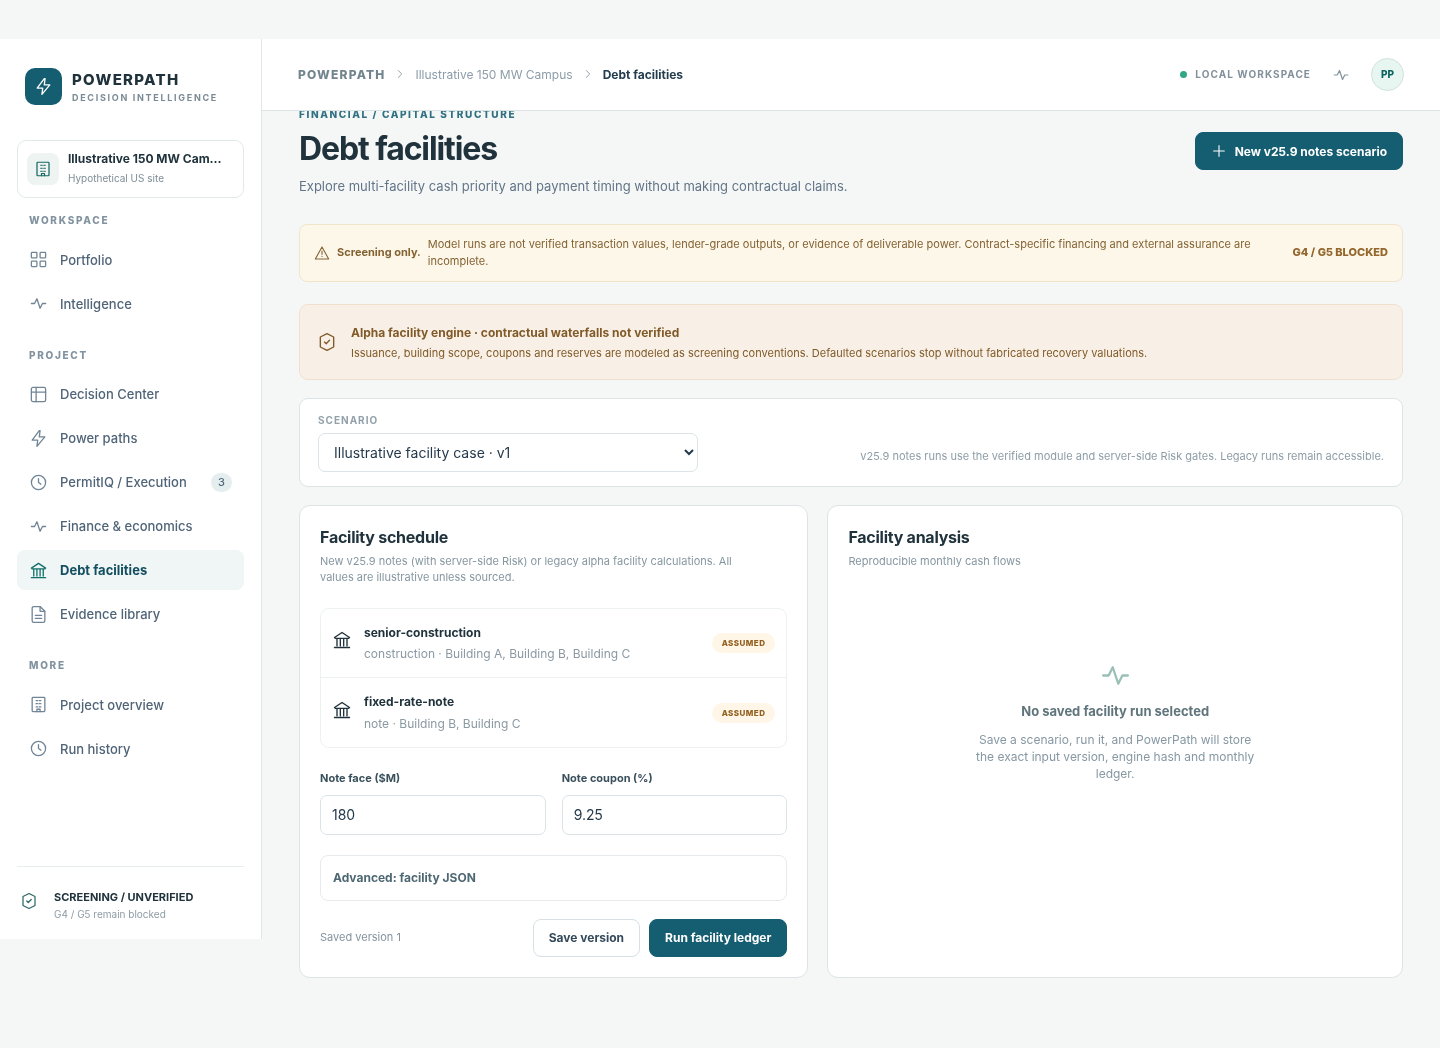 POWERPATH
DECISION INTELLIGENCE
Illustrative 150 MW Cam...
Hypothetical US site
WORKSPACE
Portfolio
Intelligence
PROJECT
Decision Center
Power paths
PermitIQ / Execution
3
Finance & economics
Debt facilities
Evidence library
MORE
Project overview
Run history
SCREENING / UNVERIFIED
G4 / G5 remain blocked
POWERPATH
Illustrative 150 MW Campus
Debt facilities
LOCAL WORKSPACE
PP
FINANCIAL / CAPITAL STRUCTURE
Debt facilities
Explore multi-facility cash priority and payment timing without making contractual claims.
New v25.9 notes scenario
Screening only.
Model runs are not verified transaction values, lender-grade outputs, or evidence of deliverable power. Contract-specific financing and external assurance are
incomplete.
G4 / G5 BLOCKED
Alpha facility engine · contractual waterfalls not verified
Issuance, building scope, coupons and reserves are modeled as screening conventions. Defaulted scenarios stop without fabricated recovery valuations.
SCENARIO
Illustrative facility case · v1
v25.9 notes runs use the verified module and server-side Risk gates. Legacy runs remain accessible.
Facility schedule
New v25.9 notes (with server-side Risk) or legacy alpha facility calculations. All
values are illustrative unless sourced.
senior-construction
construction · Building A, Building B, Building C
ASSUMED
fixed-rate-note
note · Building B, Building C
ASSUMED
Note face ($M)
180
Note coupon (%)
9.25
Advanced: facility JSON
Saved version 1
Save version
Run facility ledger
Facility analysis
Reproducible monthly cash flows
No saved facility run selected
Save a scenario, run it, and PowerPath will store
the exact input version, engine hash and monthly
ledger.